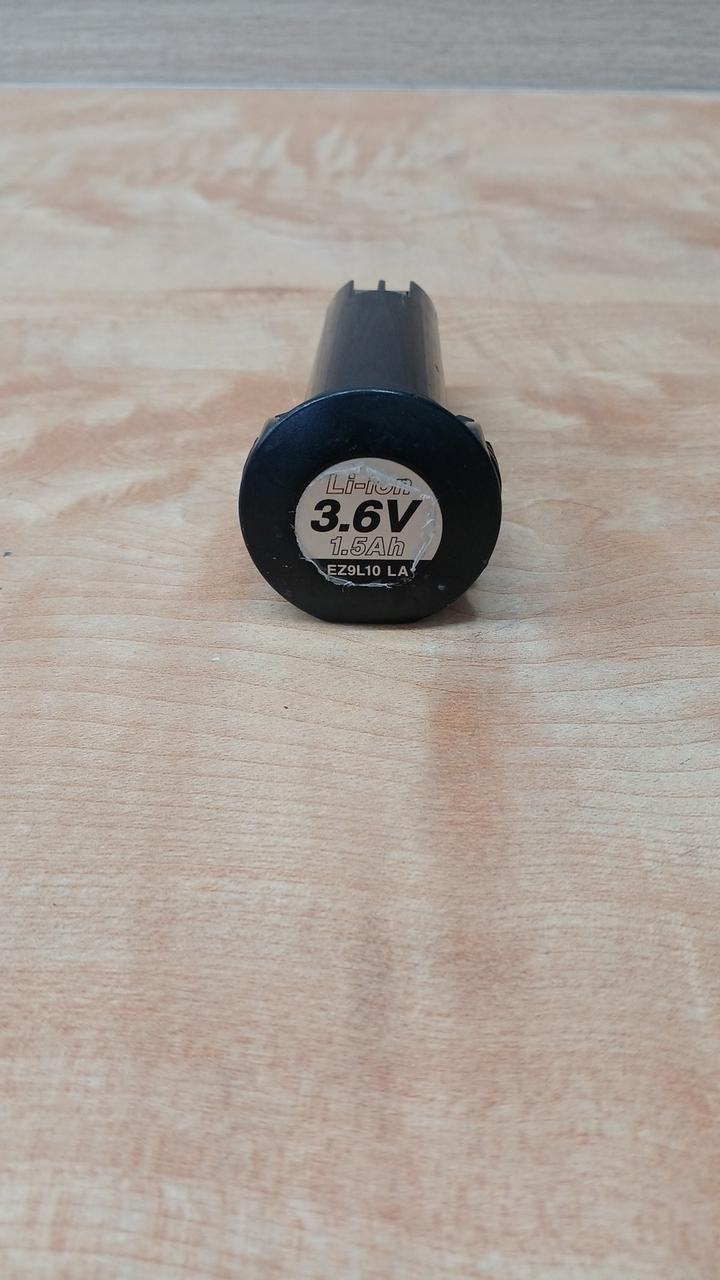 Li-ion
3.6V
1.5Ah
EZ9L10 LA